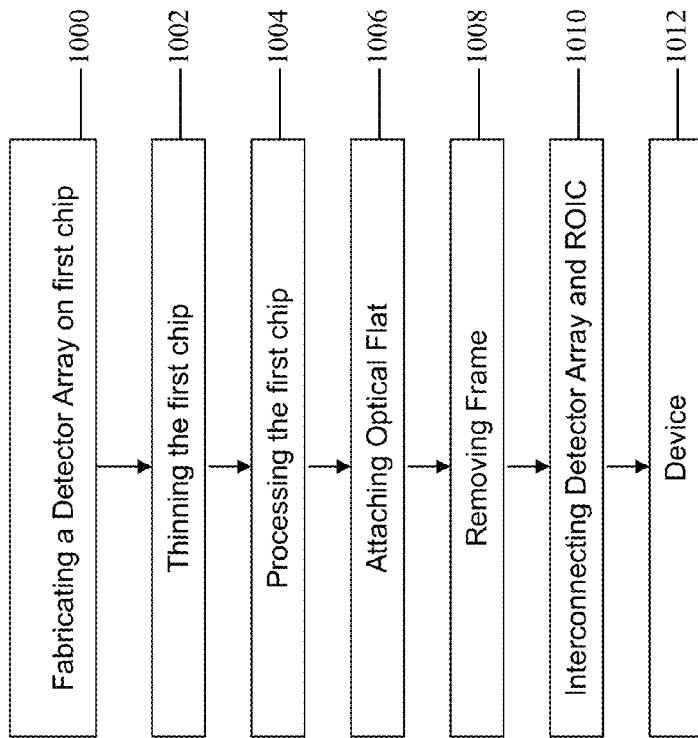 Fabricating a Detector Array on first chip
1000
Thinning the first chip
1002
Processing the first chip
1004
Attaching Optical Flat
1006
Removing Frame
1008
Interconnecting Detector Array and ROIC
1010
Device
1012